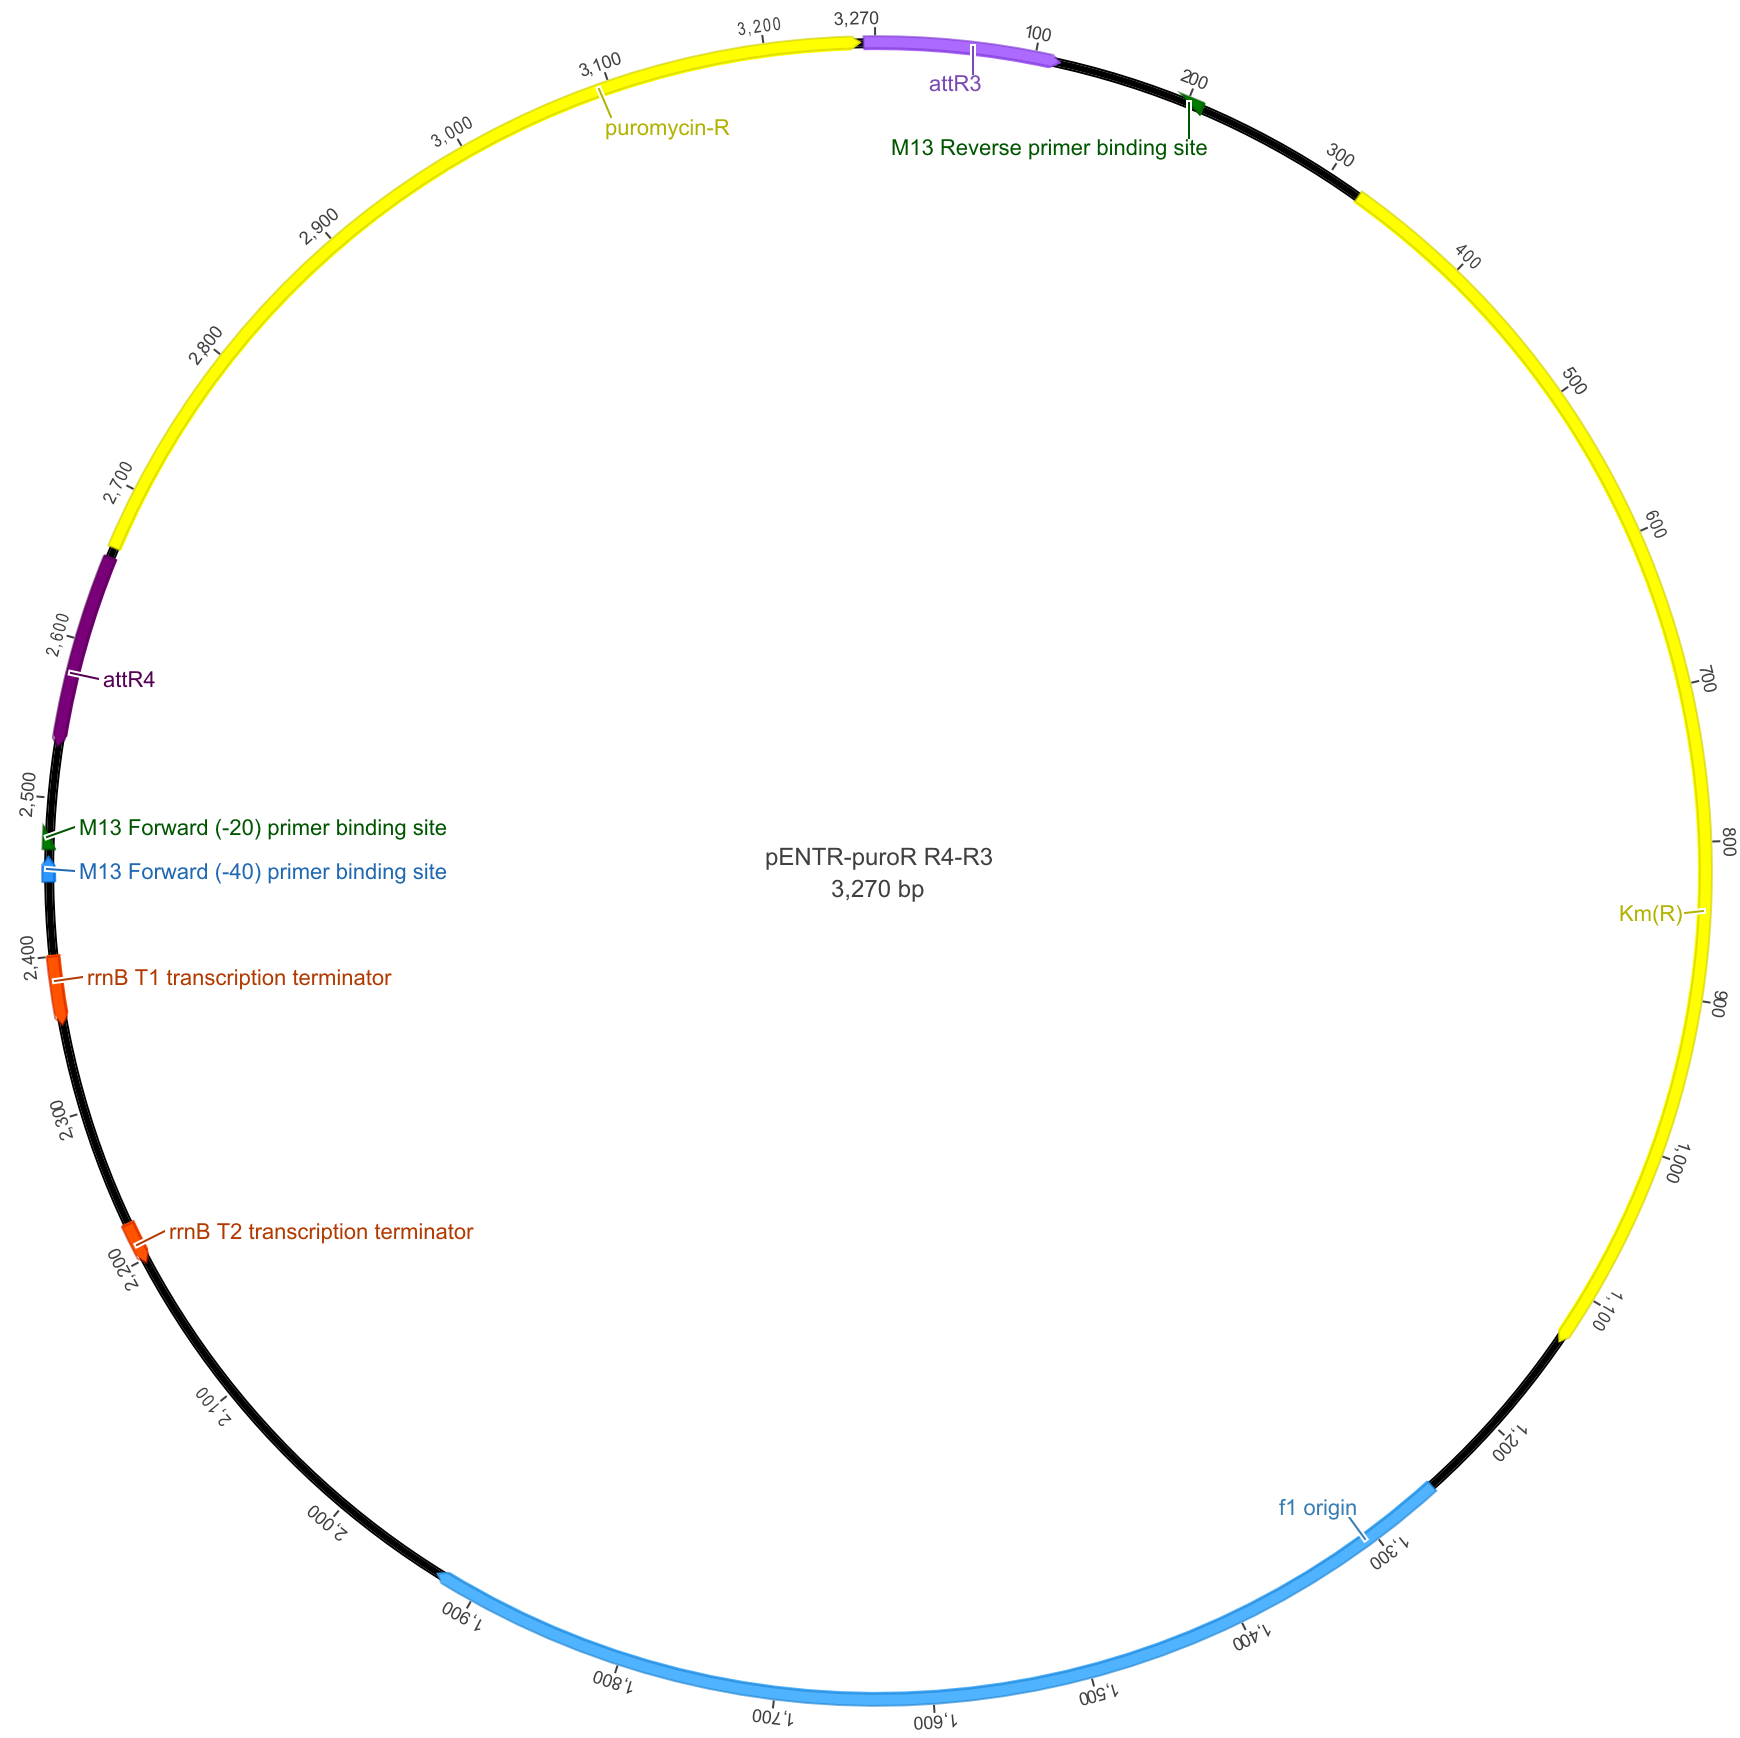 3,270
100
attR3
200
M13 Reverse primer binding site
300
400
500
600
700
800
Km(R)
900
1,000
1,100
1,200
f1 origin
1,300
1,400
1,500
1,600
1,700
1,800
1,900
2,000
2,100
2,200
rrnB T2 transcription terminator
2,300
rrnB T1 transcription terminator
2,400
M13 Forward (-40) primer binding site
M13 Forward (-20) primer binding site
2,500
attR4
2,600
2,700
2,800
2,900
3,000
puromycin-R
3,100
3,200
pENTR-puroR R4-R3
3,270 bp